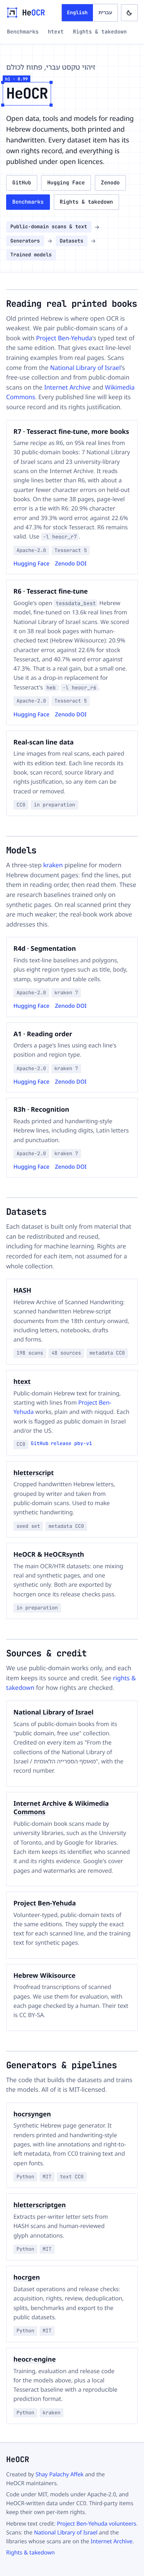 HeOCR
English
עברית
Benchmarks
htext
Rights & takedown
זיהוי טקסט עברי, פתוח לכולם
h1 · 0.99
HeOCR
Open data, tools and models for reading
Hebrew documents, both printed and
handwritten. Every dataset item has its
own rights record, and everything is
published under open licences.
GitHub
Hugging Face
Zenodo
Benchmarks
Rights & takedown
Public-domain scans & text →
Generators → Datasets →
Trained models
Reading real printed books
Old printed Hebrew is where open OCR is
weakest. HeOCR matches scans of a work
with Project Ben-Yehuda's typed text of
the same edition. That gives exact line-level
training examples from real printing. The
scans come from the National Library of Israel's
free-use collection and from public-domain
scans at the Internet Archive and Wikimedia
Commons. Every published line will keep its
source record and its rights justification.
R7 · Tesseract fine-tune, more books
Same recipe as R6, on 95k real lines from
30 public-domain books: 7 National Library
of Israel scans and 23 university-library
scans on the Internet Archive. It reads
single lines better than R6, with about a
quarter fewer character errors on unseen
books. On the same 38 pages, page-level
error is a tie with R6: 20.9% character
error and 39.3% word error, against 22.6%
and 47.3% for stock Tesseract. R6 remains
valid. Use -l heocr_r7.
Apache-2.0
Tesseract 5
Hugging Face
Zenodo DOI
R6 · Tesseract fine-tune
Google's open tessdata_best Hebrew
model, fine-tuned on 13.6k real lines from
National Library of Israel scans. We checked
it on 38 real book pages with human-
checked text (Hebrew Wikisource): 20.9%
character error, against 22.6% for stock
Tesseract, and 40.7% word error against
47.3%. That is a real gain, but a small one.
Use it as a drop-in replacement for
Tesseract's heb: -l heocr_r6.
Apache-2.0
Tesseract 5
Hugging Face
Zenodo DOI
Real-scan line data
Line images from real scans, each paired
with its edition text. Each line records its
book, scan record, source library and
rights justification, so any item can be
traced or removed.
CC0
in preparation
Models
A three-step kraken pipeline for modern
Hebrew document pages: find the lines, put
them in reading order, then read them. These
are research baselines trained only on
synthetic pages. On real scanned print they
are much weaker; the real-book work above
addresses this.
R4d · Segmentation
Finds text-line baselines and polygons,
plus eight region types such as title, body,
stamp, signature and table cells.
Apache-2.0
kraken 7
Hugging Face
Zenodo DOI
A1 · Reading order
Orders a page's lines using each line's
position and region type.
Apache-2.0
kraken 7
Hugging Face
Zenodo DOI
R3h · Recognition
Reads printed and handwriting-style
Hebrew lines, including digits, Latin letters
and punctuation.
Apache-2.0
kraken 7
Hugging Face
Zenodo DOI
Datasets
Each dataset is built only from material that
can be redistributed and reused,
including for machine learning. Rights are
recorded for each item, not assumed for a
whole collection.
HASH
Hebrew Archive of Scanned Handwriting:
scanned handwritten Hebrew-script
documents from the 18th century onward,
including letters, notebooks, drafts
and forms.
198 scans
48 sources
metadata CC0
htext
Public-domain Hebrew text for training,
starting with lines from Project Ben-
Yehuda works, plain and with niqqud. Each
work is flagged as public domain in Israel
and/or the US.
CC0
GitHub release pby-v1
hletterscript
Cropped handwritten Hebrew letters,
grouped by writer and taken from
public-domain scans. Used to make
synthetic handwriting.
seed set
metadata CC0
HeOCR & HeOCRsynth
The main OCR/HTR datasets: one mixing
real and synthetic pages, and one
synthetic only. Both are exported by
hocrgen once its release checks pass.
in preparation
Sources & credit
We use public-domain works only, and each
item keeps its source and credit. See rights &
takedown for how rights are checked.
National Library of Israel
Scans of public-domain books from its
"public domain, free use" collection.
Credited on every item as "From the
collections of the National Library of
Israel / מאוסף הספרייה הלאומית", with the
record number.
Internet Archive & Wikimedia
Commons
Public-domain book scans made by
university libraries, such as the University
of Toronto, and by Google for libraries.
Each item keeps its identifier, who scanned
it and its rights evidence. Google's cover
pages and watermarks are removed.
Project Ben-Yehuda
Volunteer-typed, public-domain texts of
the same editions. They supply the exact
text for each scanned line, and the training
text for synthetic pages.
Hebrew Wikisource
Proofread transcriptions of scanned
pages. We use them for evaluation, with
each page checked by a human. Their text
is CC BY-SA.
Generators & pipelines
The code that builds the datasets and trains
the models. All of it is MIT-licensed.
hocrsyngen
Synthetic Hebrew page generator. It
renders printed and handwriting-style
pages, with line annotations and right-to-
left metadata, from CC0 training text and
open fonts.
Python
MIT
text CC0
hletterscriptgen
Extracts per-writer letter sets from
HASH scans and human-reviewed
glyph annotations.
Python
MIT
hocrgen
Dataset operations and release checks:
acquisition, rights, review, deduplication,
splits, benchmarks and export to the
public datasets.
Python
MIT
heocr-engine
Training, evaluation and release code
for the models above, plus a local
Tesseract baseline with a reproducible
prediction format.
Python
kraken
HeOCR
Created by Shay Palachy Affek and the
HeOCR maintainers.
Code under MIT, models under Apache-2.0, and
HeOCR-written data under CC0. Third-party items
keep their own per-item rights.
Hebrew text credit: Project Ben-Yehuda volunteers.
Scans: the National Library of Israel and the
libraries whose scans are on the Internet Archive.
Rights & takedown